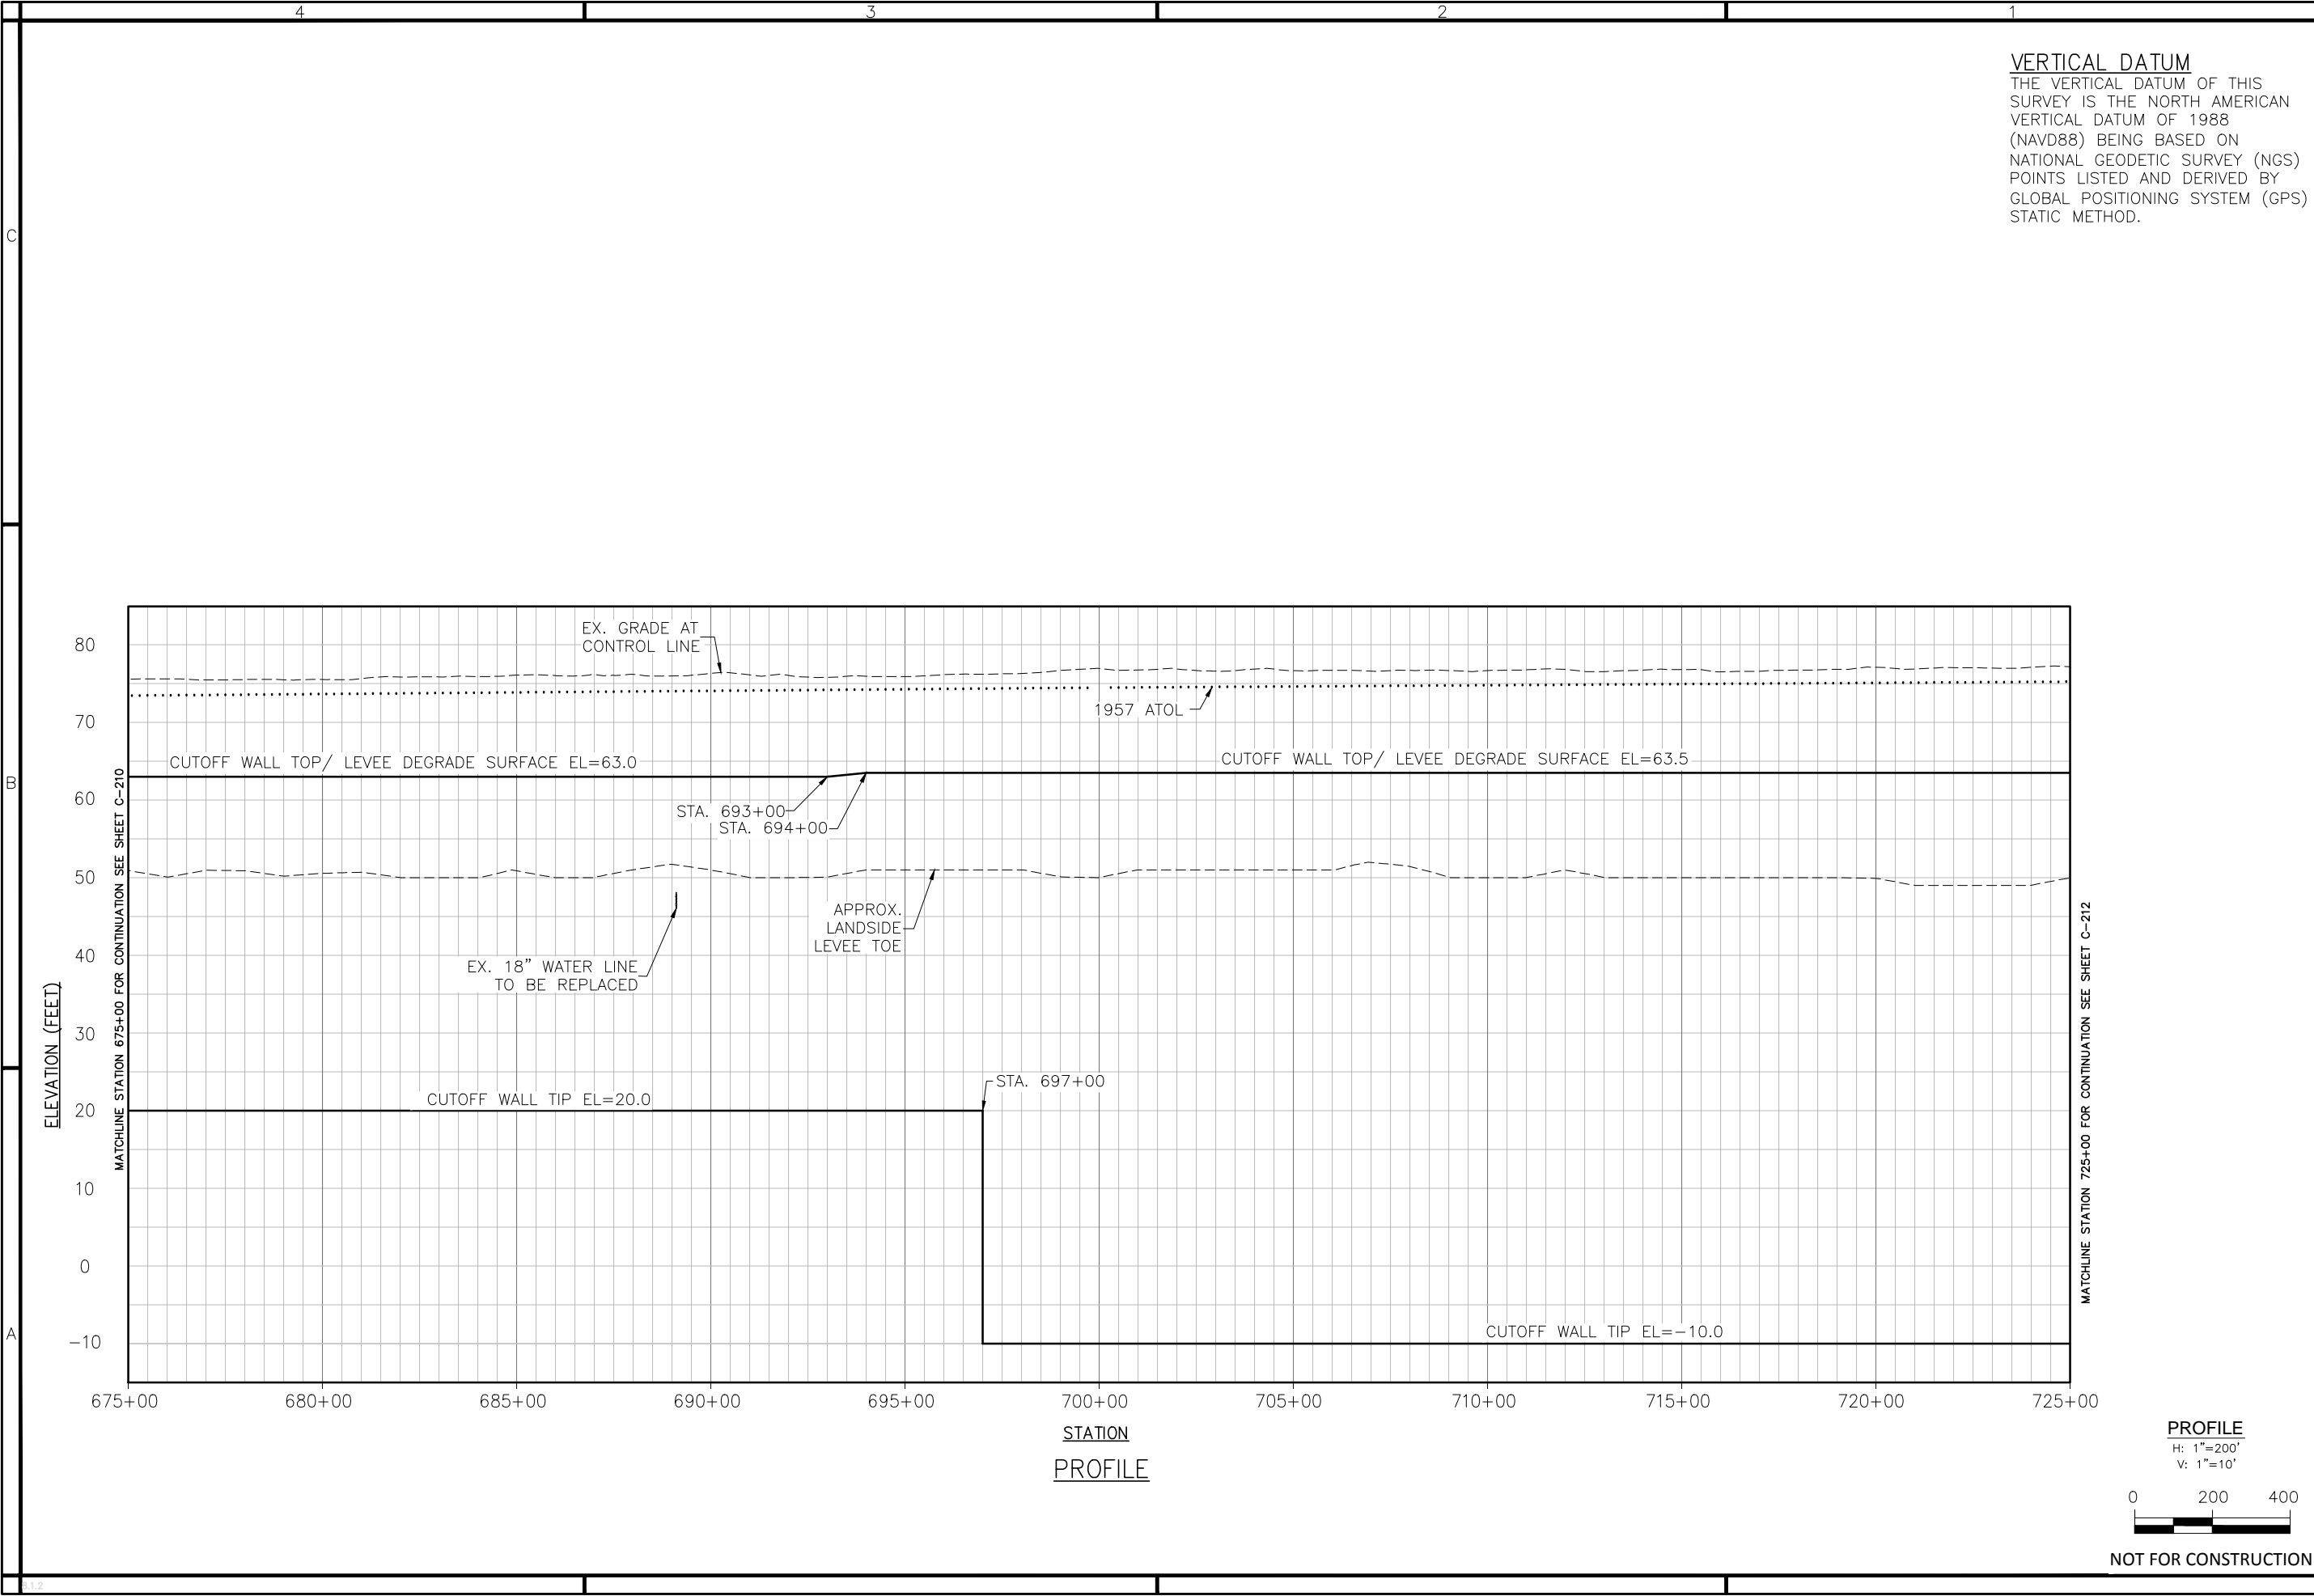 4
3
2
1
C
B
A
VERTICAL DATUM
THE VERTICAL DATUM OF THIS
SURVEY IS THE NORTH AMERICAN
VERTICAL DATUM OF 1988
(NAVD88) BEING BASED ON
NATIONAL GEODETIC SURVEY (NGS)
POINTS LISTED AND DERIVED BY
GLOBAL POSITIONING SYSTEM (GPS)
STATIC METHOD.
EX. GRADE AT
CONTROL LINE
1957 ATOL
CUTOFF WALL TOP/ LEVEE DEGRADE SURFACE EL=63.0
CUTOFF WALL TOP/ LEVEE DEGRADE SURFACE EL=63.5
STA. 693+00
STA. 694+00
APPROX.
LANDSIDE
LEVEE TOE
EX. 18" WATER LINE
TO BE REPLACED
STA. 697+00
CUTOFF WALL TIP EL=20.0
CUTOFF WALL TIP EL=-10.0
80
70
60
50
40
30
20
10
0
-10
ELEVATION (FEET)
MATCHLINE STATION 675+00 FOR CONTINUATION SEE SHEET C-210
MATCHLINE STATION 725+00 FOR CONTINUATION SEE SHEET C-212
675+00
680+00
685+00
690+00
695+00
700+00
705+00
710+00
715+00
720+00
725+00
STATION
PROFILE
PROFILE
H: 1"=200'
V: 1"=10'
0 200 400
NOT FOR CONSTRUCTION